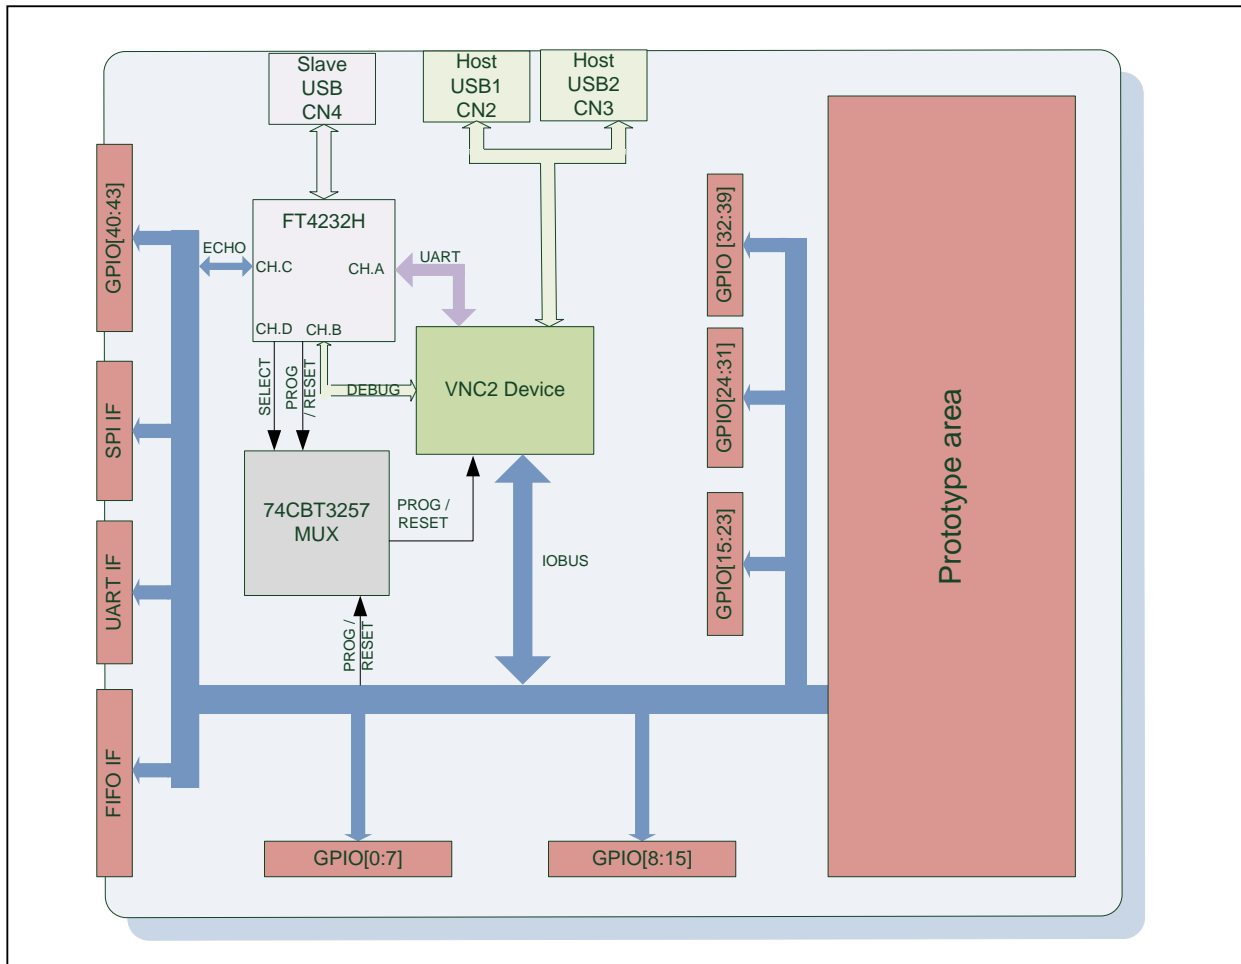 Slave
USB
CN4
Host
USB1
CN2
Host
USB2
CN3
GPIO[40:43]
SPI IF
UART IF
FIFO IF
FT4232H
ECHO
CH.C
CH.A
UART
CH.D
CH.B
SELECT
PROG
/ RESET
DEBUG
VNC2 Device
74CBT3257
MUX
PROG /
RESET
PROG /
RESET
IOBUS
GPIO [32:39]
GPIO[24:31]
GPIO[15:23]
Prototype area
GPIO[0:7]
GPIO[8:15]